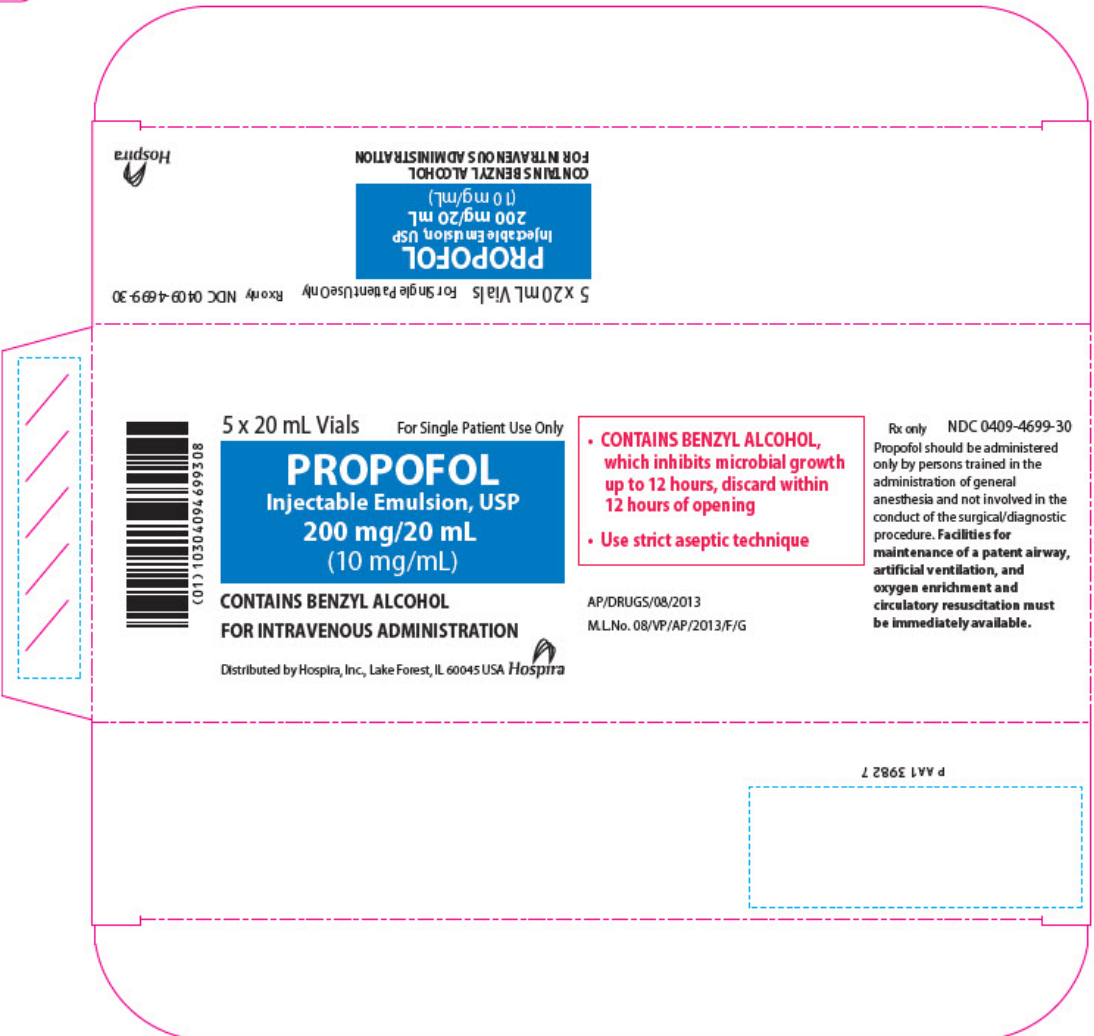 Hospira
FOR INTRAVENOUS ADMINISTRATION
CONTAINS BENZYL ALCOHOL
(10 mg/mL)
200 mg/20 mL
Injectable Emulsion, USP
PROPOFOL
5 x 20 mL Vials For Single Patient Use Only Rx only NDC 0409-4699-30
(01) 10304094699308
5 x 20 mL Vials For Single Patient Use Only
PROPOFOL
Injectable Emulsion, USP
200 mg/20 mL
(10 mg/mL)
CONTAINS BENZYL ALCOHOL
FOR INTRAVENOUS ADMINISTRATION
Distributed by Hospira, Inc., Lake Forest, IL 60045 USA Hospira
• CONTAINS BENZYL ALCOHOL,
which inhibits microbial growth
up to 12 hours, discard within
12 hours of opening
• Use strict aseptic technique
AP/DRUGS/08/2013
M.L.No. 08/VP/AP/2013/F/G
Rx only NDC 0409-4699-30
Propofol should be administered
only by persons trained in the
administration of general
anesthesia and not involved in the
conduct of the surgical/diagnostic
procedure. Facilities for
maintenance of a patent airway,
artificial ventilation, and
oxygen enrichment and
circulatory resuscitation must
be immediately available.
P AA1 3982 7